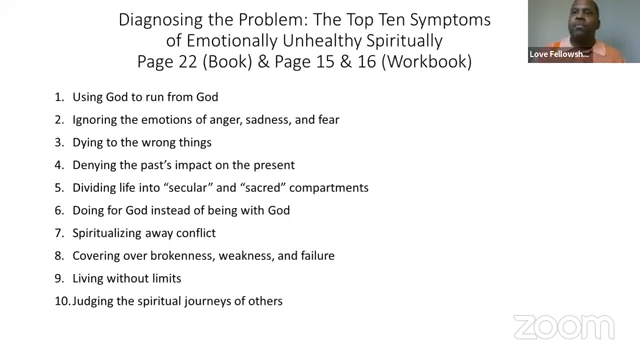 Diagnosing the Problem: The Top Ten Symptoms
of Emotionally Unhealthy Spiritually
Page 22 (Book) & Page 15 & 16 (Workbook)
Love Fellowsh...
1. Using God to run from God
2. Ignoring the emotions of anger, sadness, and fear
3. Dying to the wrong things
4. Denying the past's impact on the present
5. Dividing life into “secular” and “sacred” compartments
6. Doing for God instead of being with God
7. Spiritualizing away conflict
8. Covering over brokenness, weakness, and failure
9. Living without limits
10. Judging the spiritual journeys of others
zoom